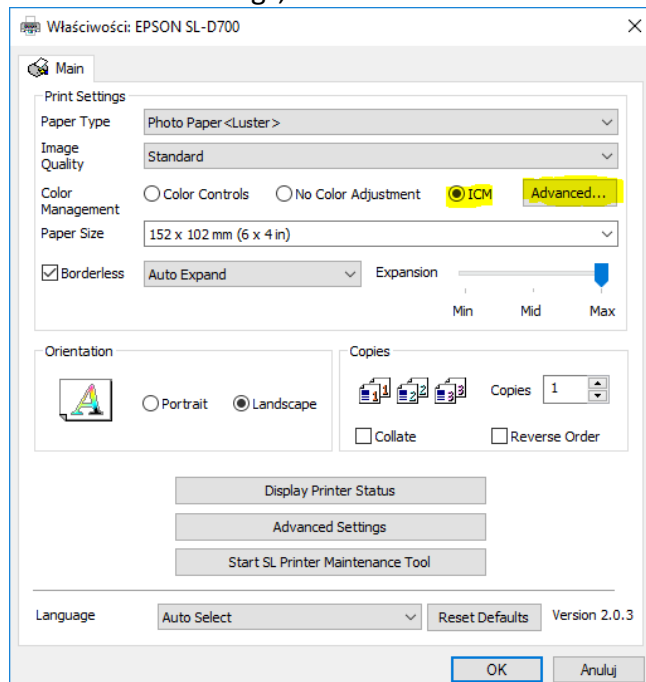 Właściwości: EPSON SL-D700
Main
Print Settings
Paper Type Photo Paper<Luster>
Image Quality Standard
Color Management Color Controls No Color Adjustment ICM Advanced...
Paper Size 152 x 102 mm (6 x 4 in)
Borderless Auto Expand Expansion
Min Mid Max
Orientation Copies
Portrait Landscape Copies 1
Collate Reverse Order
Display Printer Status
Advanced Settings
Start SL Printer Maintenance Tool
Language Auto Select Reset Defaults Version 2.0.3
OK Anuluj